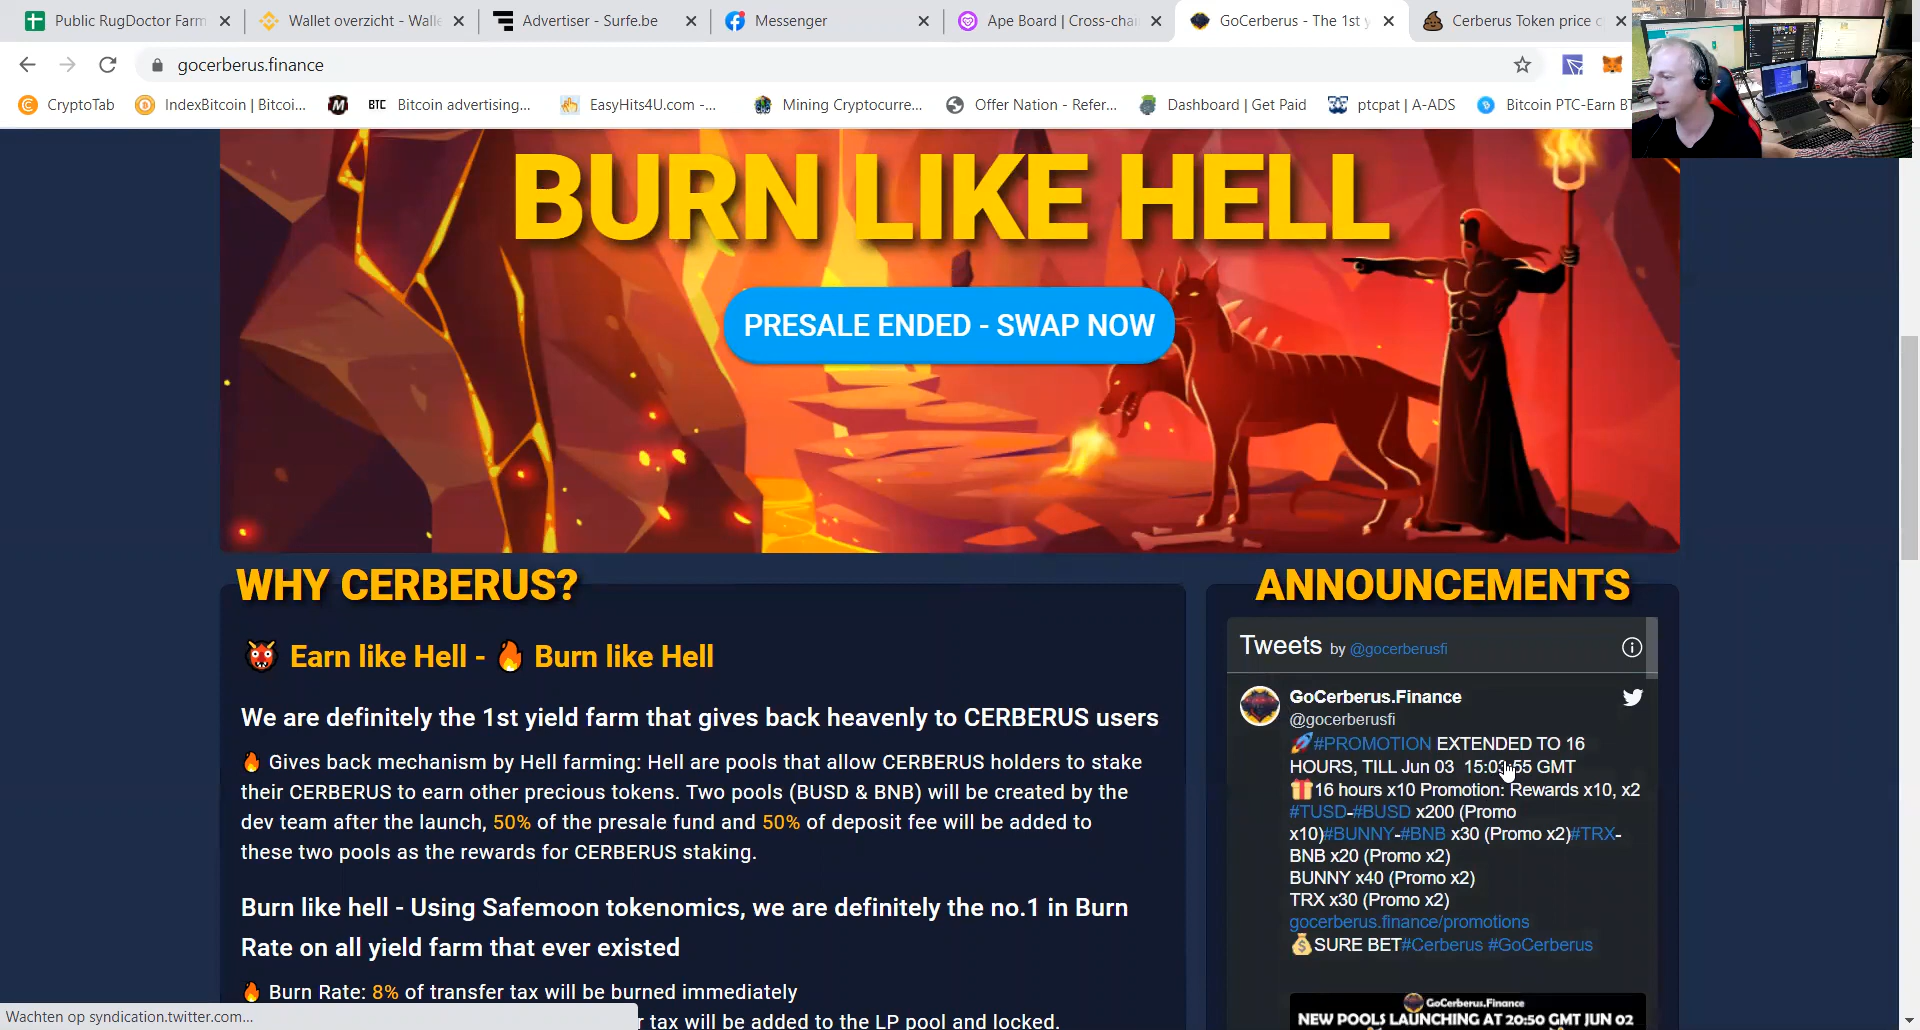 Public RugDoctor Farm
Wallet overzicht - Walle
Advertiser - Surfe.be
Messenger
Ape Board | Cross-chai
GoCerberus - The 1st y
Cerberus Token price c
gocerberus.finance
CryptoTab
IndexBitcoin | Bitcoi...
BTC Bitcoin advertising...
EasyHits4U.com -...
Mining Cryptocurre...
Offer Nation - Refer...
Dashboard | Get Paid
ptcpat | A-ADS
Bitcoin PTC-Earn BT
BURN LIKE HELL
PRESALE ENDED - SWAP NOW
WHY CERBERUS?
Earn like Hell - 🔥 Burn like Hell
We are definitely the 1st yield farm that gives back heavenly to CERBERUS users
🔥 Gives back mechanism by Hell farming: Hell are pools that allow CERBERUS holders to stake
their CERBERUS to earn other precious tokens. Two pools (BUSD & BNB) will be created by the
dev team after the launch, 50% of the presale fund and 50% of deposit fee will be added to
these two pools as the rewards for CERBERUS staking.
Burn like hell - Using Safemoon tokenomics, we are definitely the no.1 in Burn
Rate on all yield farm that ever existed
🔥 Burn Rate: 8% of transfer tax will be burned immediately
r tax will be added to the LP pool and locked.
ANNOUNCEMENTS
Tweets by @gocerberusfi
GoCerberus.Finance
@gocerberusfi
🚀#PROMOTION EXTENDED TO 16
HOURS, TILL Jun 03 55 GMT
🎁16 hours x10 Promotion: Rewards x10, x2
#TUSD-#BUSD x200 (Promo
x10)#BUNNY-#BNB x30 (Promo x2)#TRX-
BNB x20 (Promo x2)
BUNNY x40 (Promo x2)
TRX x30 (Promo x2)
gocerberus.finance/promotions
💰SURE BET#Cerberus #GoCerberus
GoCerberus.Finance
NEW POOLS LAUNCHING AT 20:50 GMT JUN 02
Wachten op syndication.twitter.com...